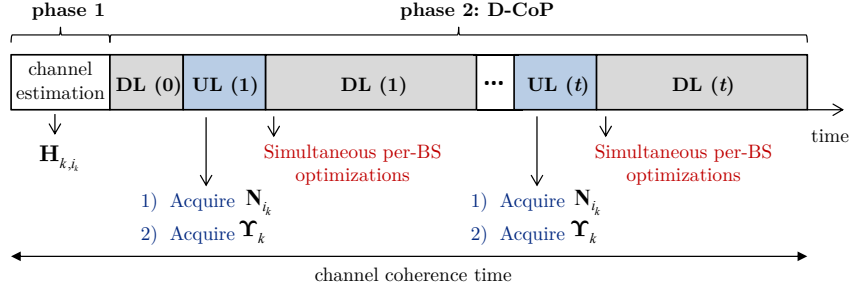 phase 1
phase 2: D-CoP
channel
estimation
DL (0)
UL (1)
DL (1)
...
UL (t)
DL (t)
time
H_{k,i_k}
Simultaneous per-BS
optimizations
Simultaneous per-BS
optimizations
1) Acquire N_{i_k}
2) Acquire ϒ_k
1) Acquire N_{i_k}
2) Acquire ϒ_k
channel coherence time